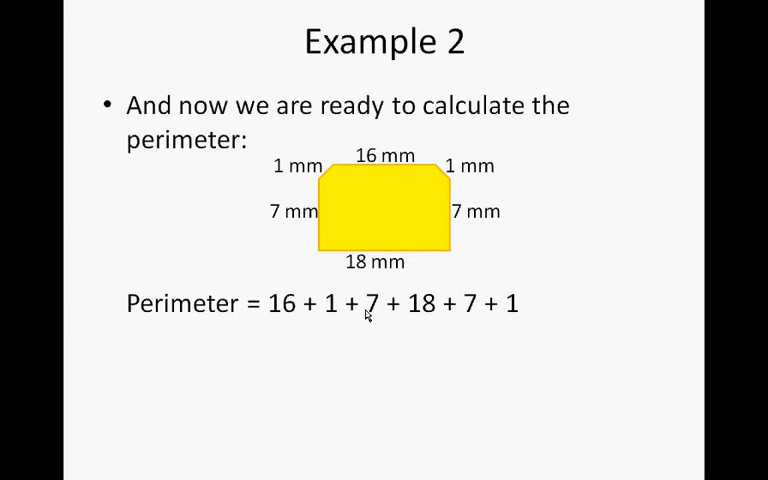 Example 2
• And now we are ready to calculate the
perimeter:
16 mm
1 mm
1 mm
7 mm
7 mm
18 mm
Perimeter = 16 + 1 + 7 + 18 + 7 + 1